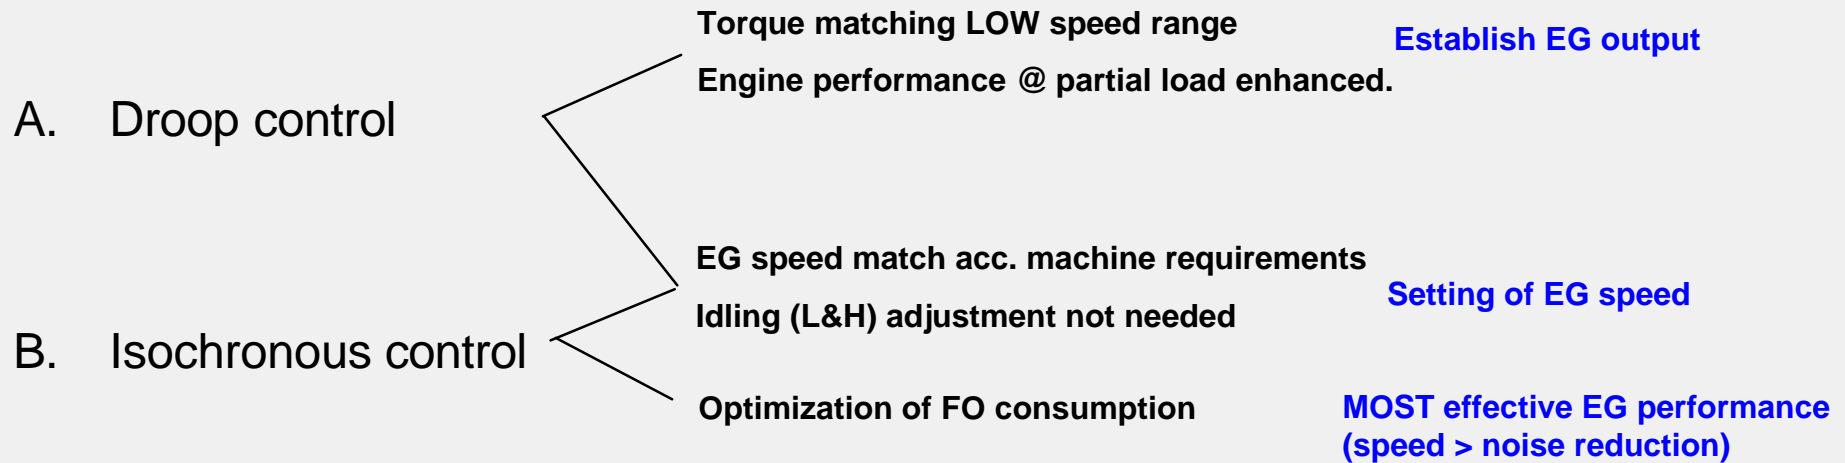 Torque matching LOW speed range
Establish EG output
Engine performance @ partial load enhanced.
A. Droop control
EG speed match acc. machine requirements
Setting of EG speed
Idling (L&H) adjustment not needed
B. Isochronous control
Optimization of FO consumption
MOST effective EG performance
(speed > noise reduction)